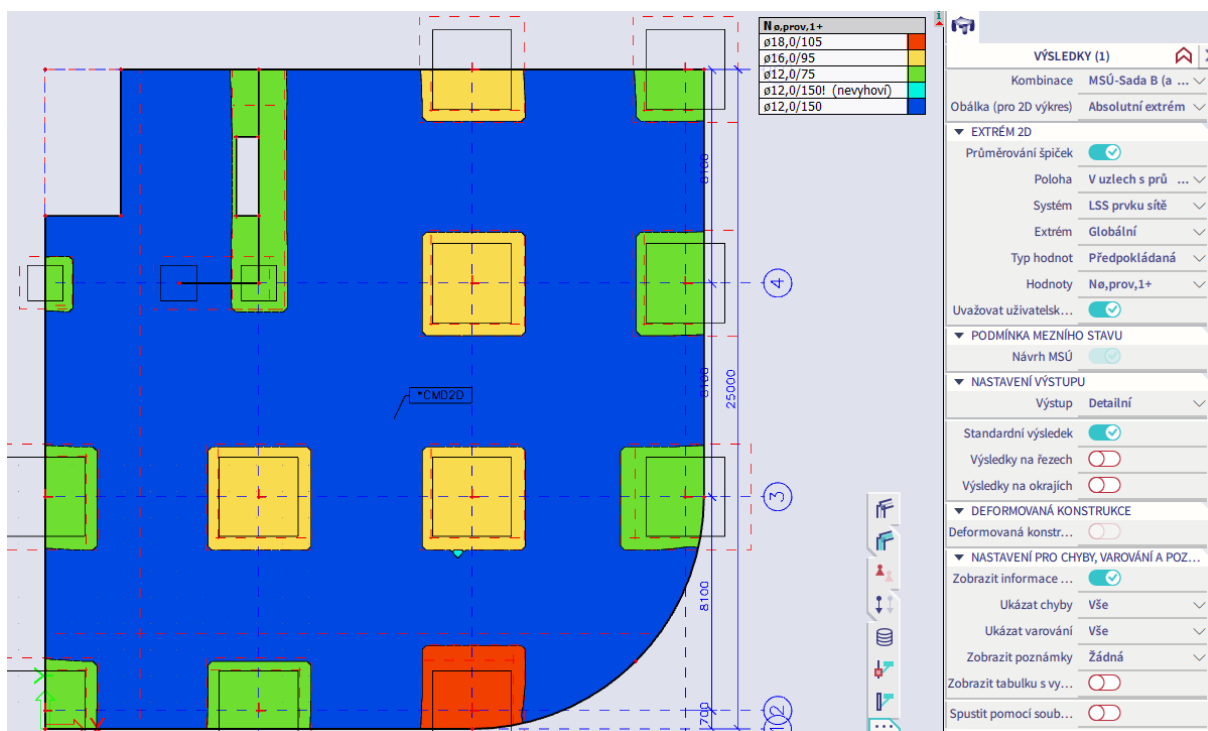 Nø,prov,1+
ø18,0/105
ø16,0/95
ø12,0/75
ø12,0/150! (nevyhoví)
ø12,0/150
8100
8100
25000
8100
700
4
3
2
*CMD2D
VÝSLEDKY (1)
Kombinace MSÚ-Sada B (a ...
Obálka (pro 2D výkres) Absolutní extrém
EXTRÉM 2D
Průměrování špiček
Poloha V uzlech s prů ...
Systém LSS prvku sítě
Extrém Globální
Typ hodnot Předpokládaná
Hodnoty Nø,prov,1+
Uvažovat uživatelsk...
PODMÍNKA MEZNÍHO STAVU
Návrh MSÚ
NASTAVENÍ VÝSTUPU
Výstup Detailní
Standardní výsledek
Výsledky na řezech
Výsledky na okrajích
DEFORMOVANÁ KONSTRUKCE
Deformovaná konstr...
NASTAVENÍ PRO CHYBY, VAROVÁNÍ A POZ...
Zobrazit informace ...
Ukázat chyby Vše
Ukázat varování Vše
Zobrazit poznámky Žádná
Zobrazit tabulku s vy...
Spustit pomocí soub...